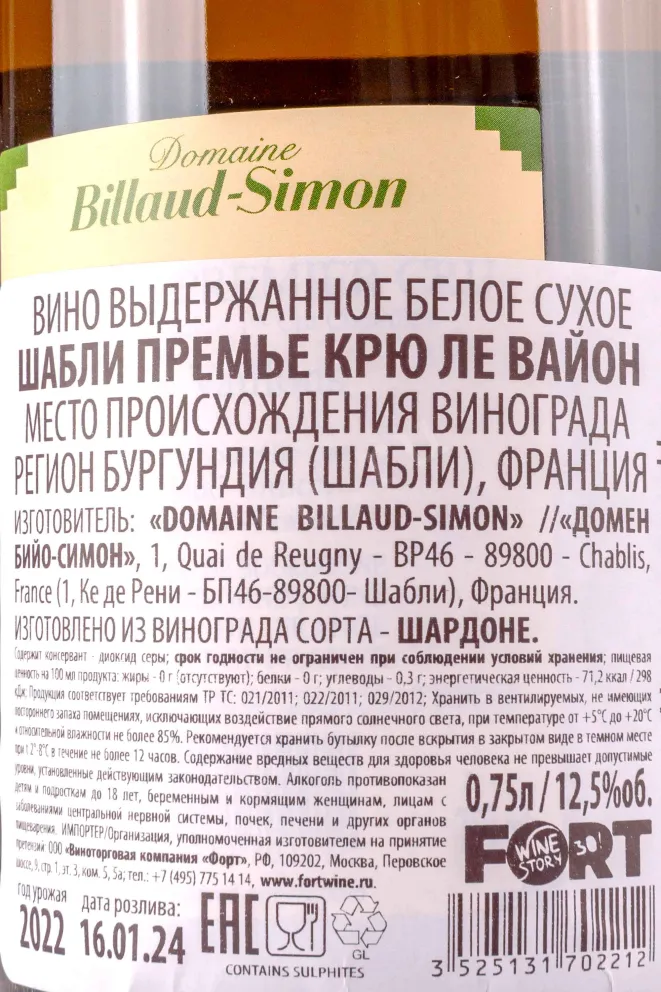 Domaine
Billaud-Simon
ВИНО ВЫДЕРЖАННОЕ БЕЛОЕ СУХОЕ
ШАБЛИ ПРЕМЬЕ КРЮ ЛЕ ВАЙОН
МЕСТО ПРОИСХОЖДЕНИЯ ВИНОГРАДА
РЕГИОН БУРГУНДИЯ (ШАБЛИ), ФРАНЦИЯ
ИЗГОТОВИТЕЛЬ: «DOMAINE BILLAUD-SIMON» //«ДОМЕН
БИЙО-СИМОН», 1, Quai de Reugny - BP46 - 89800 - Chablis,
France (1, Ке де Рени - БП46-89800- Шабли), Франция.
ИЗГОТОВЛЕНО ИЗ ВИНОГРАДА СОРТА - ШАРДОНЕ.
Содержит консервант - диоксид серы; срок годности не ограничен при соблюдении условий хранения; пищевая
ценность на 100 мл продукта: жиры - 0 г (отсутствуют); белки - 0 г; углеводы - 0,3 г; энергетическая ценность - 71,2 ккал / 298
кДж; Продукция соответствует требованиям ТР ТС: 021/2011; 022/2011; 029/2012; Хранить в вентилируемых, не имеющих
постороннего запаха помещениях, исключающих воздействие прямого солнечного света, при температуре от +5°С до +20°С
и относительной влажности не более 85%. Рекомендуется хранить бутылку после вскрытия в закрытом виде в темном месте
при t 2°-8°С в течение не более 12 часов. Содержание вредных веществ для здоровья человека не превышает допустимые
уровни, установленные действующим законодательством. Алкоголь противопоказан
детям и подросткам до 18 лет, беременным и кормящим женщинам, лицам с
заболеваниями центральной нервной системы, почек, печени и других органов
пищеварения. ИМПОРТЕР/Организация, уполномоченная изготовителем на принятие
претензий: ООО «Виноторговая компания «Форт», РФ, 109202, Москва, Перовское
шоссе, 9, стр. 1, эт. 3, ком. 5, 5а; тел.: +7 (495) 775 14 14, www.fortwine.ru.
0,75л / 12,5%об.
FORT
WINE
STORY
30!
Год урожая
2022
дата розлива:
16.01.24
EAC
GL
CONTAINS SULPHITES
3 525131 702212